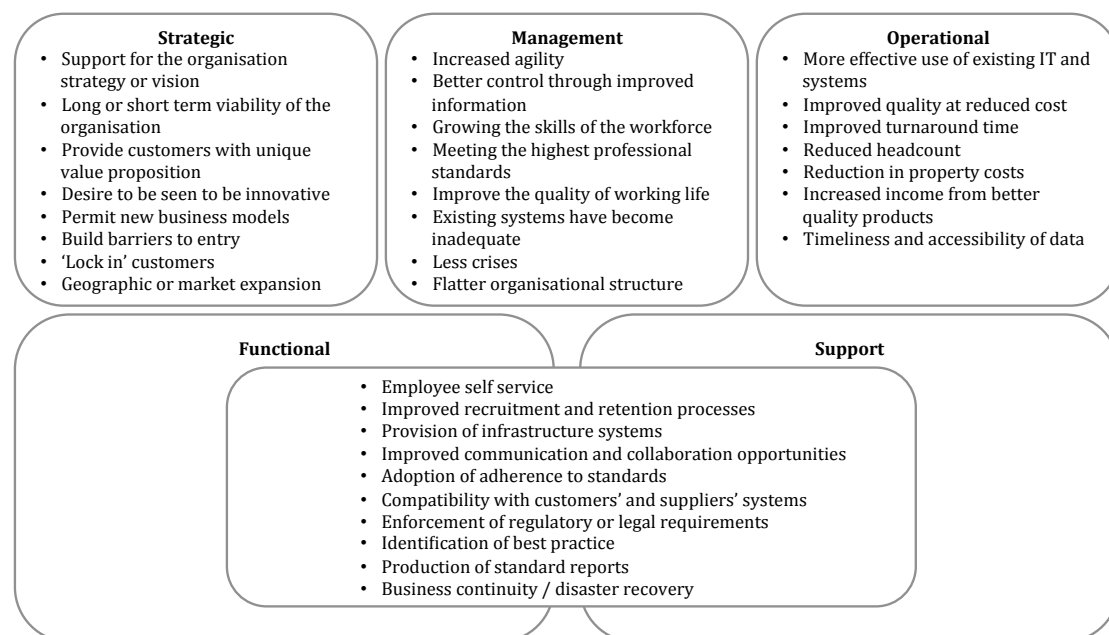 Strategic
• Support for the organisation
strategy or vision
• Long or short term viability of the
organisation
• Provide customers with unique
value proposition
• Desire to be seen to be innovative
• Permit new business models
• Build barriers to entry
• ‘Lock in’ customers
• Geographic or market expansion
Management
• Increased agility
• Better control through improved
information
• Growing the skills of the workforce
• Meeting the highest professional
standards
• Improve the quality of working life
• Existing systems have become
inadequate
• Less crises
• Flatter organisational structure
Operational
• More effective use of existing IT and
systems
• Improved quality at reduced cost
• Improved turnaround time
• Reduced headcount
• Reduction in property costs
• Increased income from better
quality products
• Timeliness and accessibility of data
Functional
Support
• Employee self service
• Improved recruitment and retention processes
• Provision of infrastructure systems
• Improved communication and collaboration opportunities
• Adoption of adherence to standards
• Compatibility with customers’ and suppliers’ systems
• Enforcement of regulatory or legal requirements
• Identification of best practice
• Production of standard reports
• Business continuity / disaster recovery